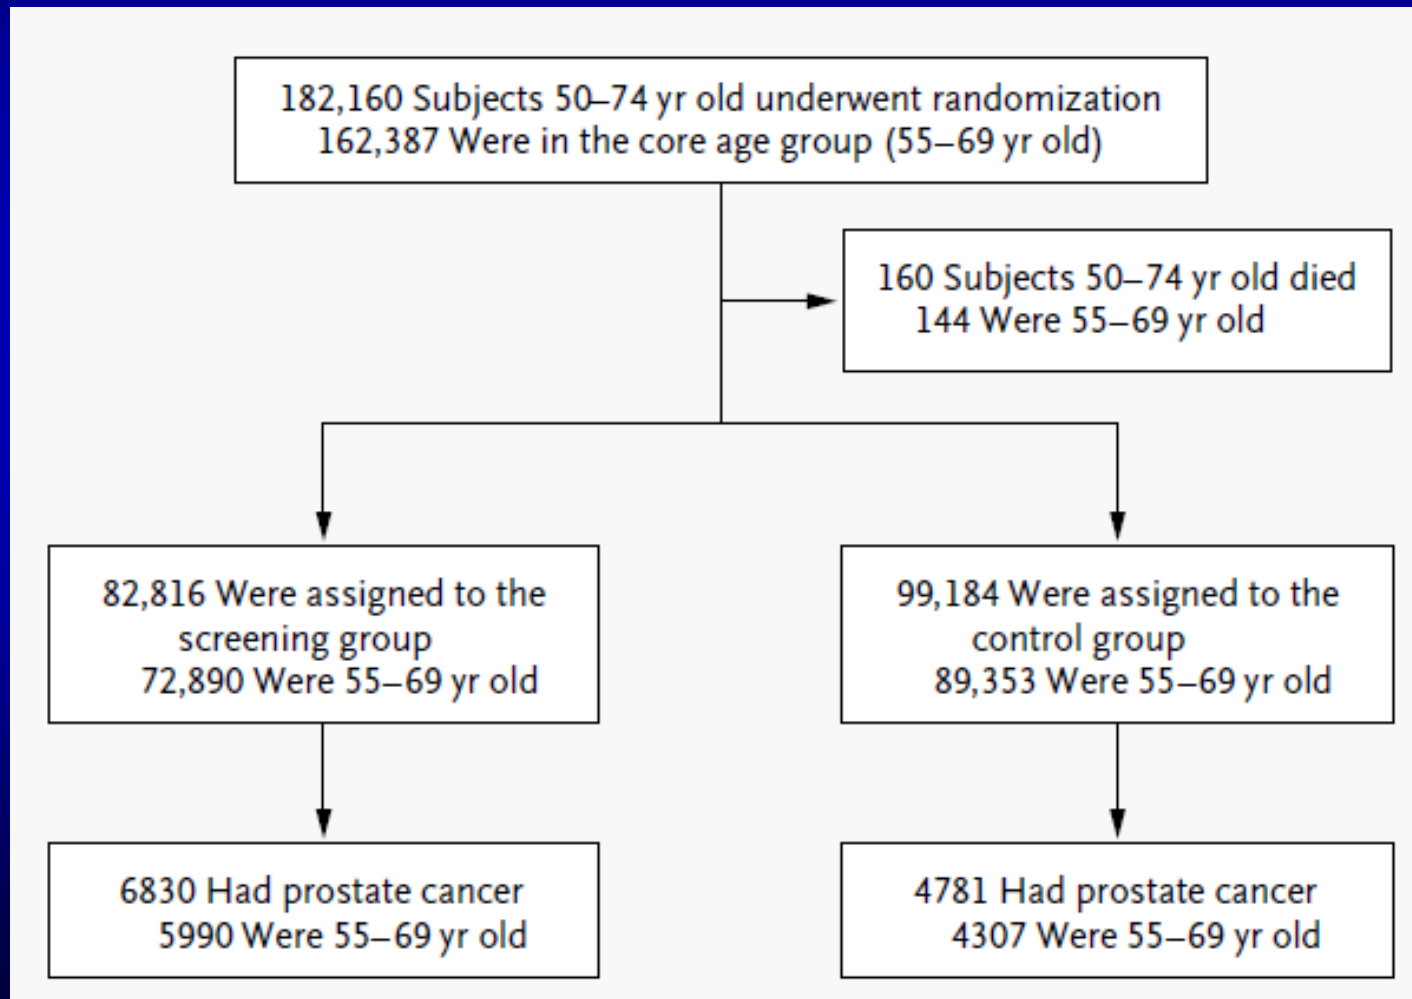 182,160 Subjects 50–74 yr old underwent randomization
162,387 Were in the core age group (55–69 yr old)
160 Subjects 50–74 yr old died
144 Were 55–69 yr old
82,816 Were assigned to the
screening group
72,890 Were 55–69 yr old
99,184 Were assigned to the
control group
89,353 Were 55–69 yr old
6830 Had prostate cancer
5990 Were 55–69 yr old
4781 Had prostate cancer
4307 Were 55–69 yr old